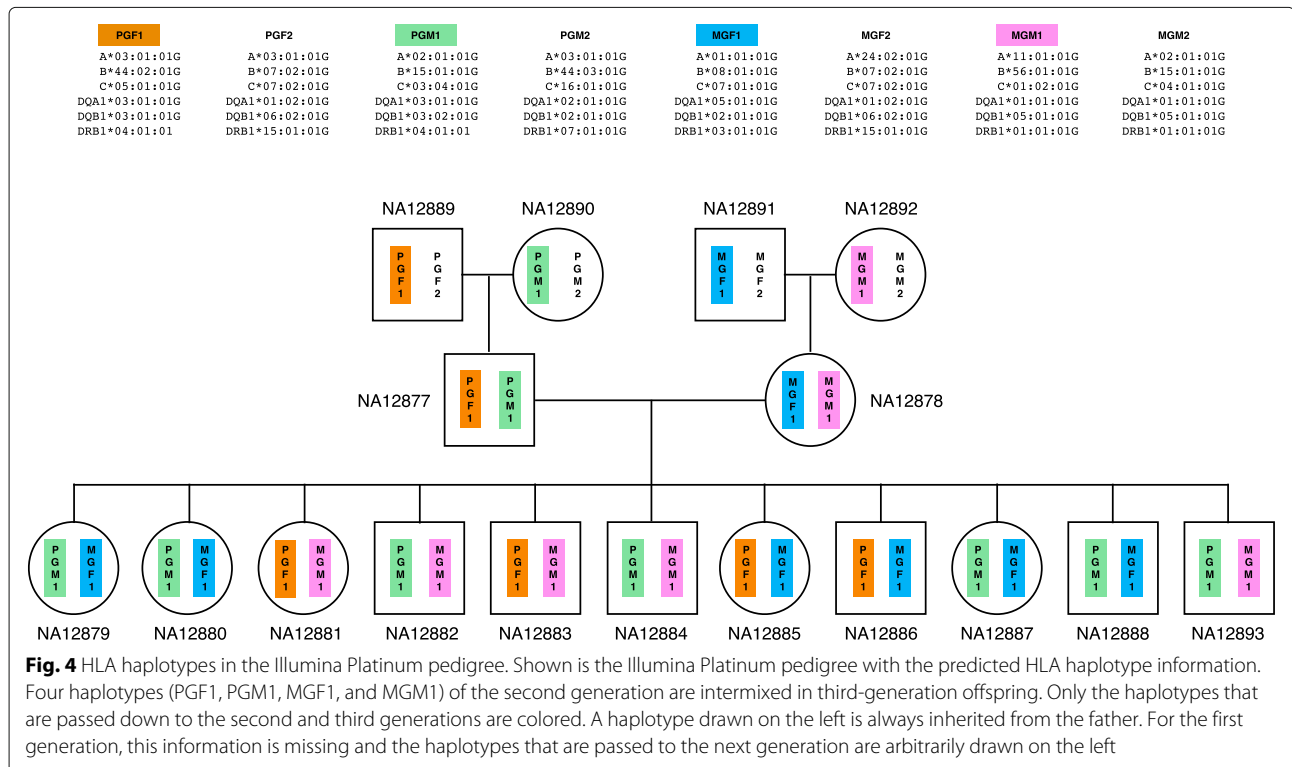 PGF1 PGF2 PGM1 PGM2 MGF1 MGF2 MGM1 MGM2
A*03:01:01G A*03:01:01G A*02:01:01G A*03:01:01G A*01:01:01G A*24:02:01G A*11:01:01G A*02:01:01G
B*44:02:01G B*07:02:01G B*15:01:01G B*44:03:01G B*08:01:01G B*07:02:01G B*56:01:01G B*15:01:01G
C*05:01:01G C*07:02:01G C*03:04:01G C*16:01:01G C*07:01:01G C*07:02:01G C*01:02:01G C*04:01:01G
DQA1*03:01:01G DQA1*01:02:01G DQA1*03:01:01G DQA1*02:01:01G DQA1*05:01:01G DQA1*01:02:01G DQA1*01:01:01G DQA1*01:01:01G
DQB1*03:01:01G DQB1*06:02:01G DQB1*03:02:01G DQB1*02:01:01G DQB1*02:01:01G DQB1*06:02:01G DQB1*05:01:01G DQB1*05:01:01G
DRB1*04:01:01 DRB1*15:01:01G DRB1*04:01:01 DRB1*07:01:01G DRB1*03:01:01G DRB1*15:01:01G DRB1*01:01:01G DRB1*01:01:01G
NA12889 NA12890 NA12891 NA12892
PGF1 PGF2 PGM1 PGM2 MGF1 MGF2 MGM1 MGM2
NA12877 PGF1 PGM1 MGF1 MGM1 NA12878
PGM1 MGF1 PGM1 MGF1 PGF1 MGM1 PGM1 MGM1 PGF1 MGM1 PGM1 MGM1 PGF1 MGF1 PGF1 MGF1 PGM1 MGF1 PGM1 MGF1 PGM1 MGM1
NA12879 NA12880 NA12881 NA12882 NA12883 NA12884 NA12885 NA12886 NA12887 NA12888 NA12893
Fig. 4 HLA haplotypes in the Illumina Platinum pedigree. Shown is the Illumina Platinum pedigree with the predicted HLA haplotype information.
Four haplotypes (PGF1, PGM1, MGF1, and MGM1) of the second generation are intermixed in third-generation offspring. Only the haplotypes that
are passed down to the second and third generations are colored. A haplotype drawn on the left is always inherited from the father. For the first
generation, this information is missing and the haplotypes that are passed to the next generation are arbitrarily drawn on the left